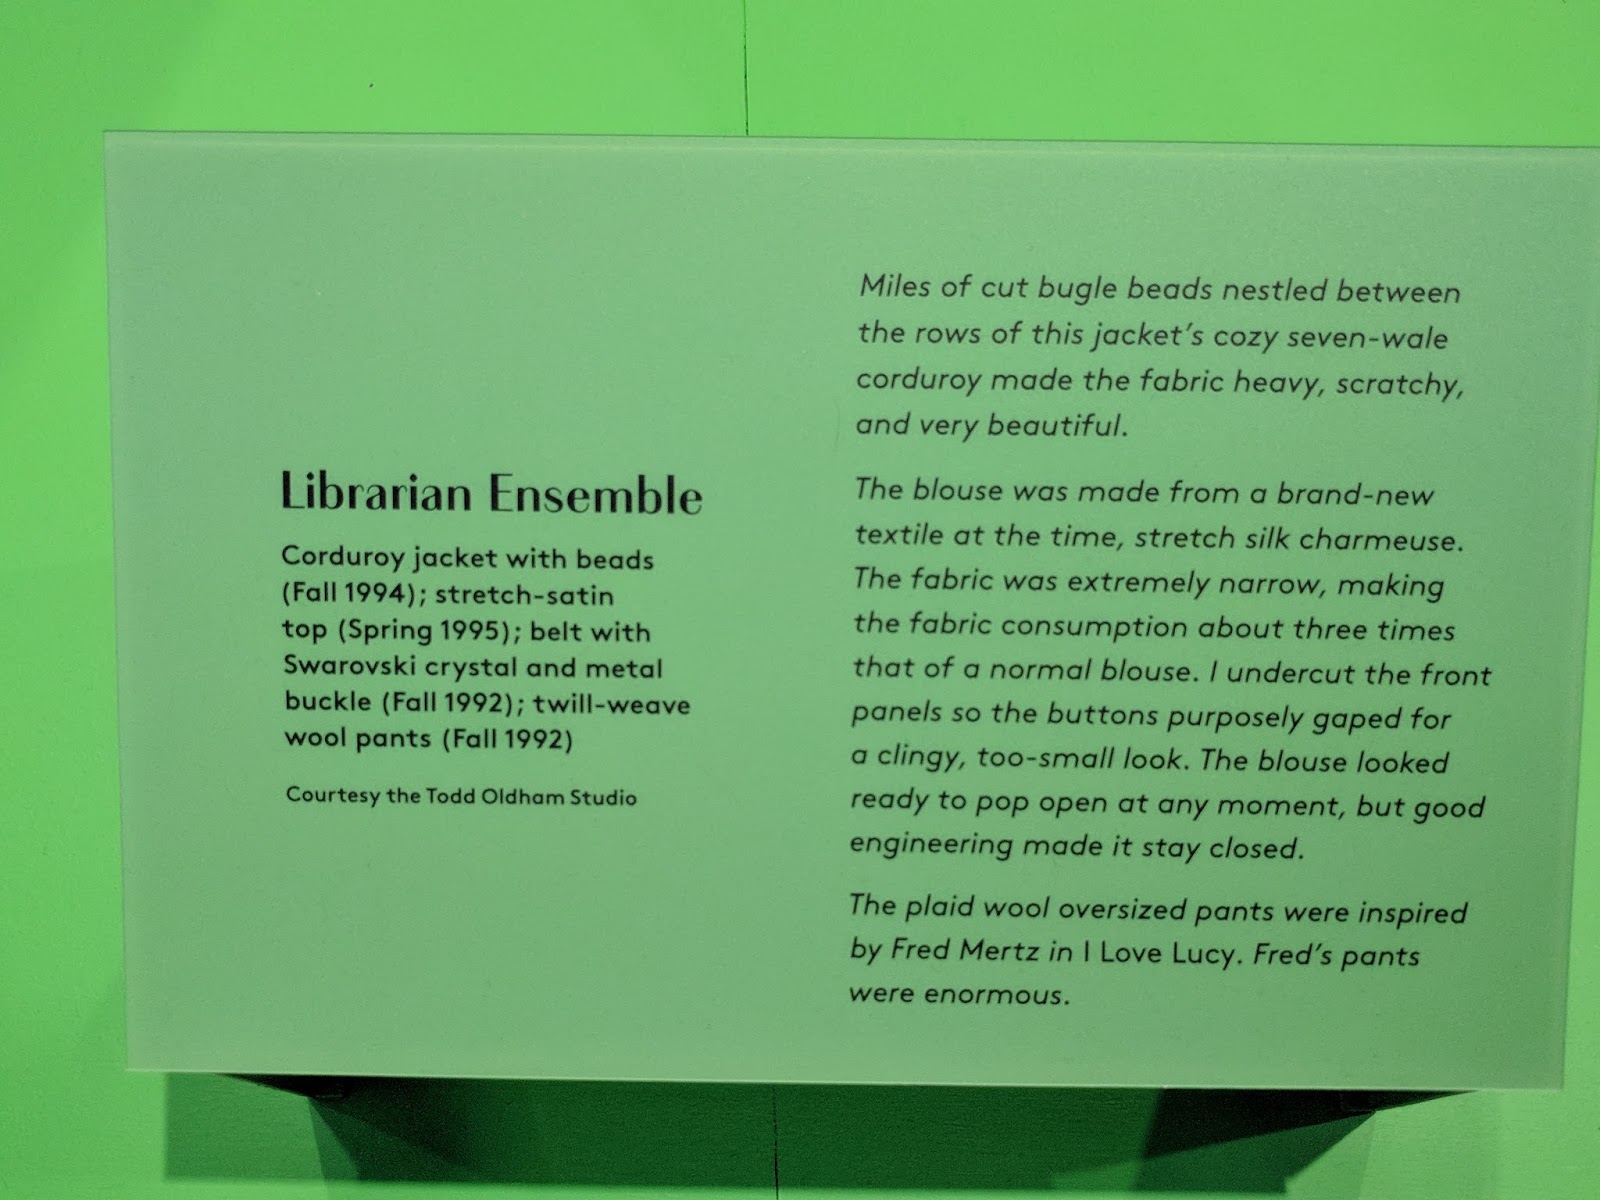 Librarian Ensemble
Corduroy jacket with beads
(Fall 1994); stretch-satin
top (Spring 1995); belt with
Swarovski crystal and metal
buckle (Fall 1992); twill-weave
wool pants (Fall 1992)
Courtesy the Todd Oldham Studio
Miles of cut bugle beads nestled between
the rows of this jacket’s cozy seven-wale
corduroy made the fabric heavy, scratchy,
and very beautiful.
The blouse was made from a brand-new
textile at the time, stretch silk charmeuse.
The fabric was extremely narrow, making
the fabric consumption about three times
that of a normal blouse. I undercut the front
panels so the buttons purposely gaped for
a clingy, too-small look. The blouse looked
ready to pop open at any moment, but good
engineering made it stay closed.
The plaid wool oversized pants were inspired
by Fred Mertz in I Love Lucy. Fred’s pants
were enormous.